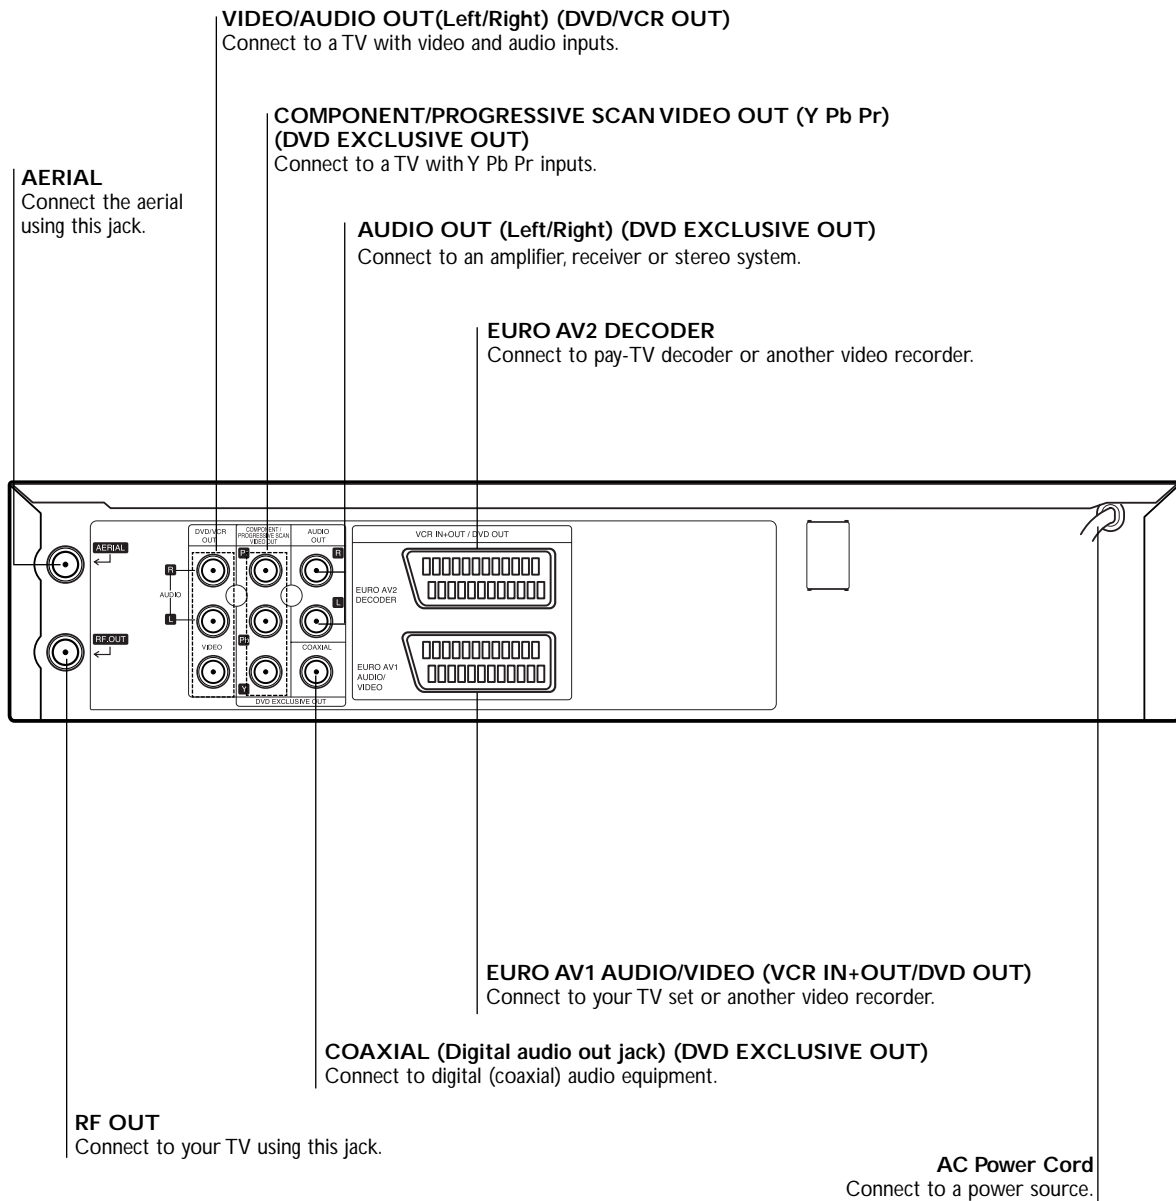 VIDEO/AUDIO OUT (Left/Right) (DVD/VCR OUT)
Connect to a TV with video and audio inputs.
COMPONENT/PROGRESSIVE SCAN VIDEO OUT (Y Pb Pr)
(DVD EXCLUSIVE OUT)
Connect to a TV with Y Pb Pr inputs.
AERIAL
Connect the aerial
using this jack.
AUDIO OUT (Left/Right) (DVD EXCLUSIVE OUT)
Connect to an amplifier, receiver or stereo system.
EURO AV2 DECODER
Connect to pay-TV decoder or another video recorder.
AERIAL
RF.OUT
DVD/VCR
OUT
R
AUDIO
L
VIDEO
COMPONENT /
PROGRESSIVE SCAN
VIDEO OUT
Pr
Pb
Y
AUDIO
OUT
R
L
COAXIAL
DVD EXCLUSIVE OUT
VCR IN+OUT / DVD OUT
EURO AV2
DECODER
EURO AV1
AUDIO/
VIDEO
EURO AV1 AUDIO/VIDEO (VCR IN+OUT/DVD OUT)
Connect to your TV set or another video recorder.
COAXIAL (Digital audio out jack) (DVD EXCLUSIVE OUT)
Connect to digital (coaxial) audio equipment.
RF OUT
Connect to your TV using this jack.
AC Power Cord
Connect to a power source.